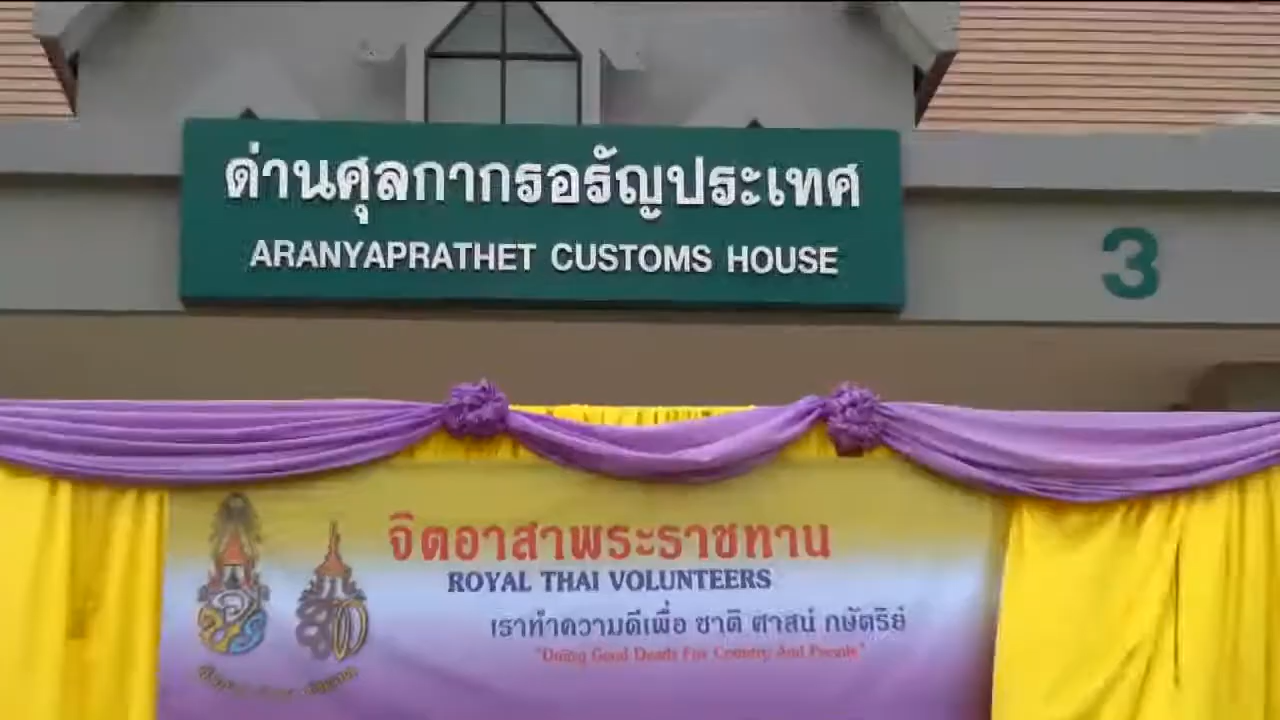 ด่านศุลกากรอรัญประเทศ
ARANYAPRATHET CUSTOMS HOUSE
3
จิตอาสาพระราชทาน
ROYAL THAI VOLUNTEERS
เราทำความดีเพื่อ ชาติ ศาสน์ กษัตริย์
"Doing Good Deeds For Country And People"